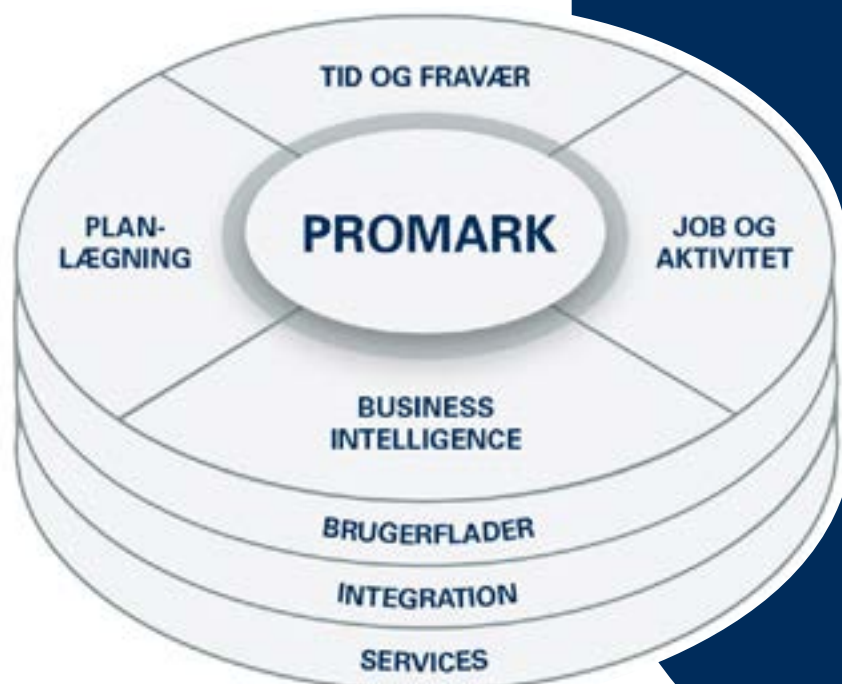 TID OG FRAVÆR
PLAN-
LÆGNING
PROMARK
JOB OG
AKTIVITET
BUSINESS
INTELLIGENCE
BRUGERFLADER
INTEGRATION
SERVICES